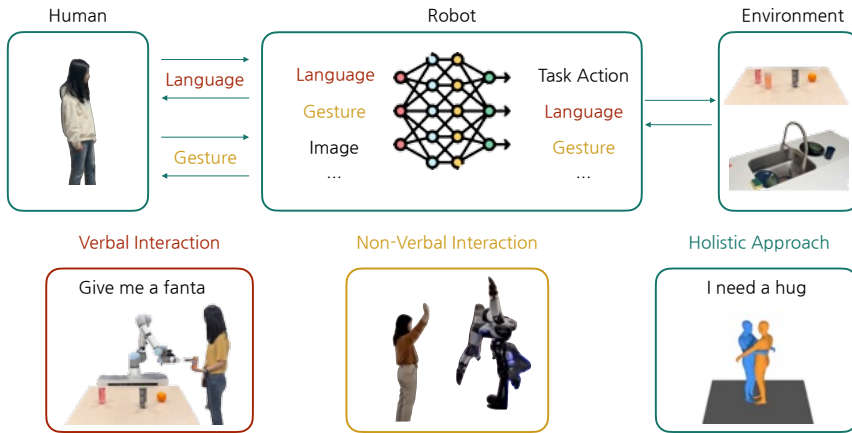 Human
Robot
Environment
Language
Gesture
Language
Gesture
Image
...
Task Action
Language
Gesture
...
Verbal Interaction
Non-Verbal Interaction
Holistic Approach
Give me a fanta
I need a hug